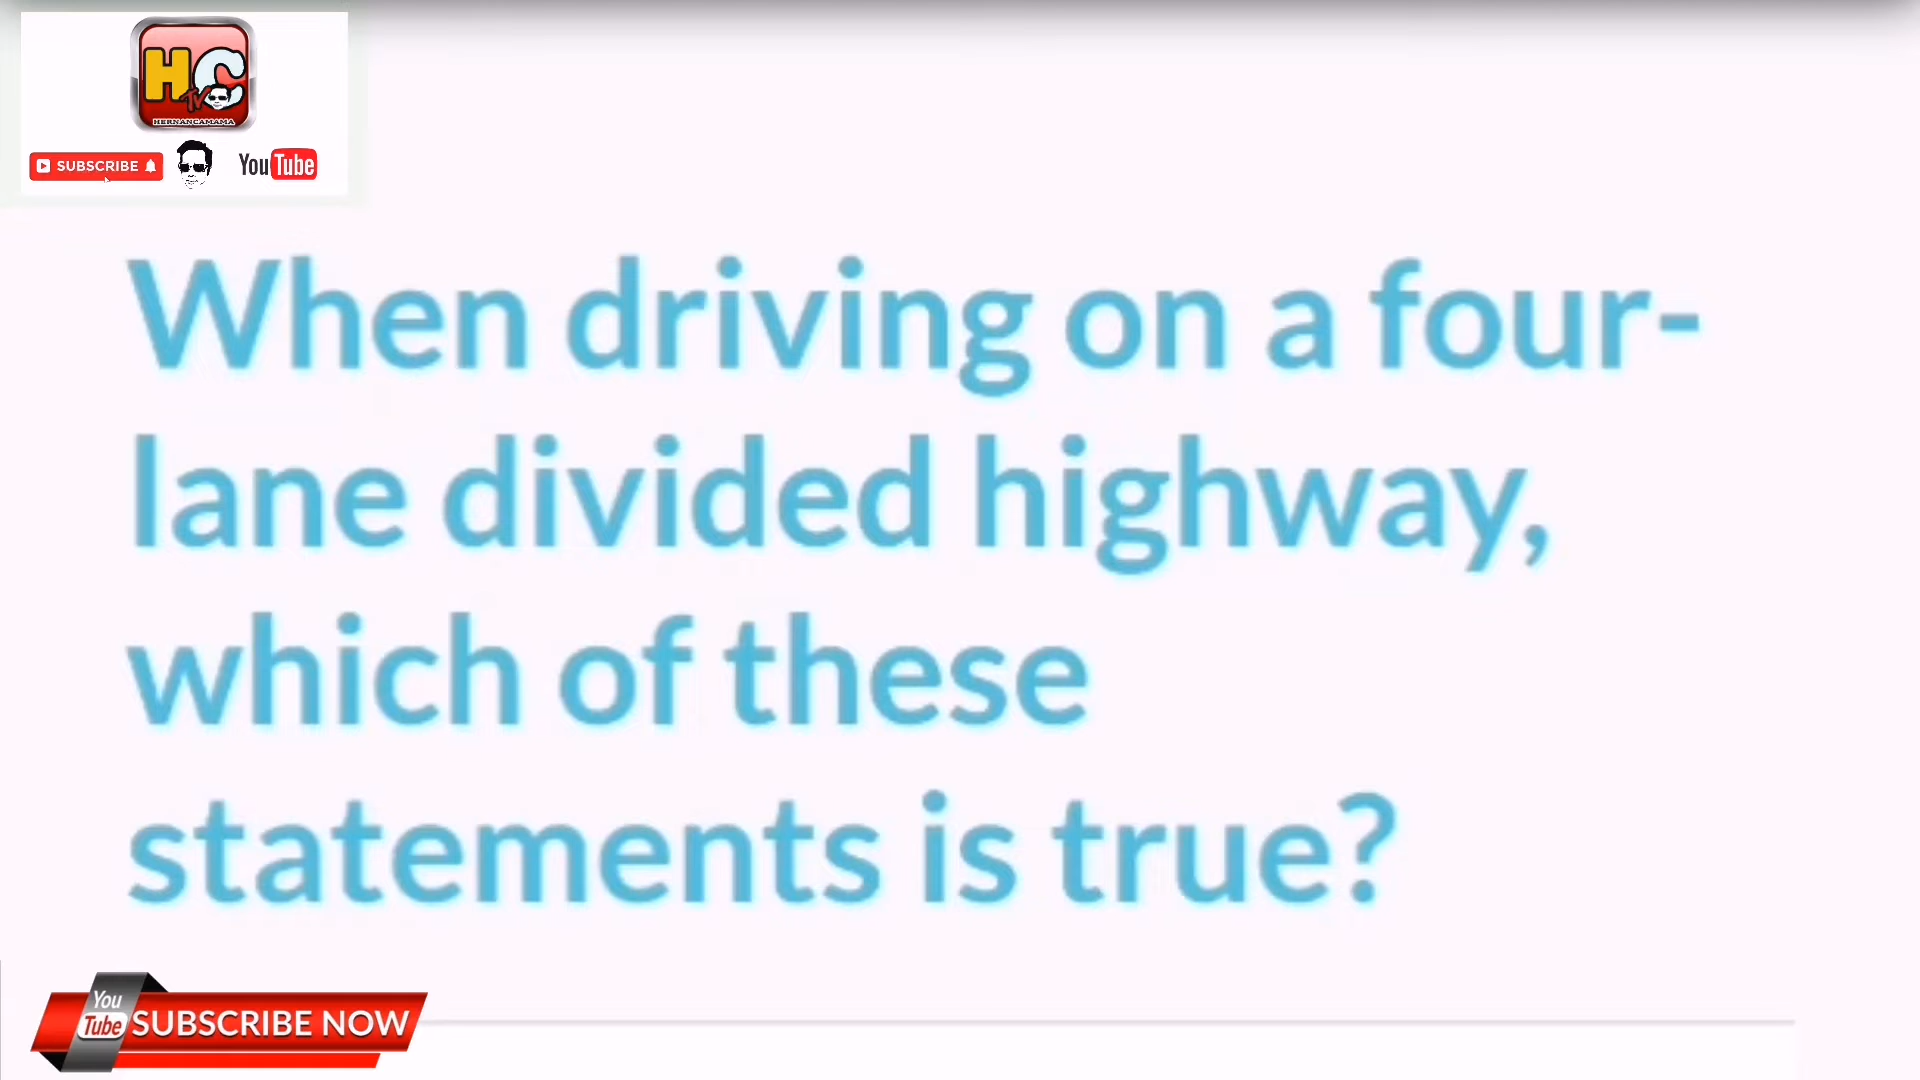 HC
TV
HERNANCAMAMA
SUBSCRIBE
YouTube
When driving on a four-
lane divided highway,
which of these
statements is true?
You
Tube
SUBSCRIBE NOW